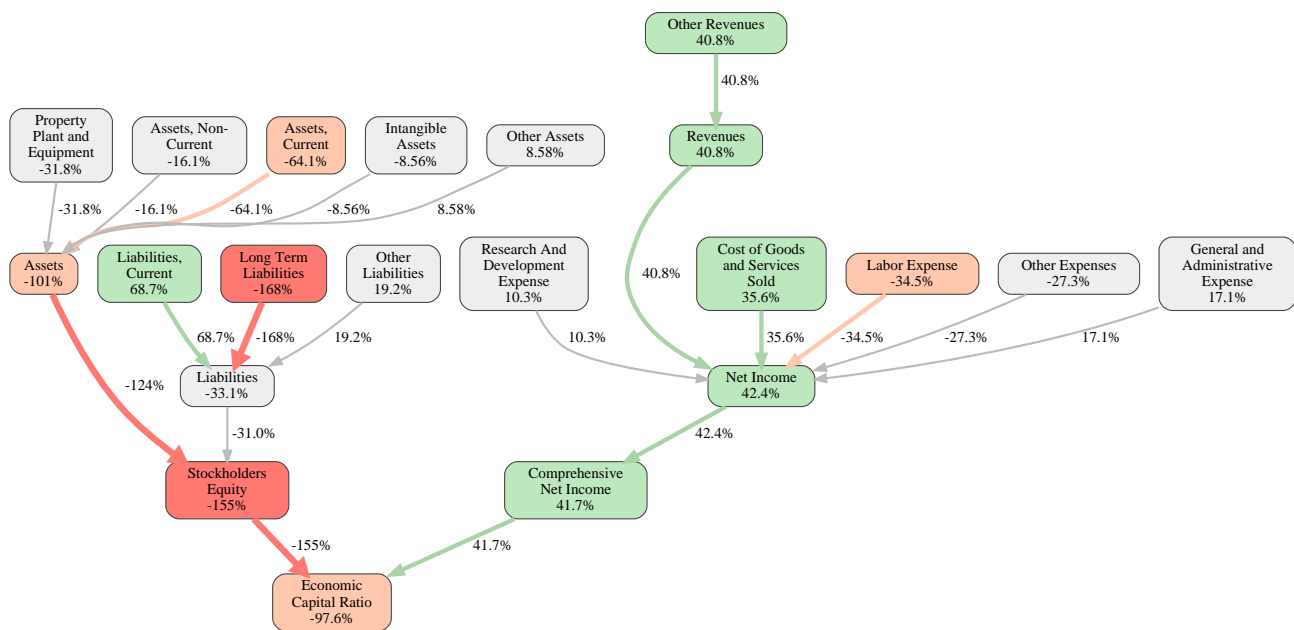 Other Revenues
40.8%
40.8%
Property
Plant and
Equipment
-31.8%
Assets, Non-
Current
-16.1%
Assets,
Current
-64.1%
Intangible
Assets
-8.56%
Other Assets
8.58%
Revenues
40.8%
-31.8%
-16.1%
-64.1%
-8.56%
8.58%
Assets
-101%
Liabilities,
Current
68.7%
Long Term
Liabilities
-168%
Other
Liabilities
19.2%
Research And
Development
Expense
10.3%
40.8%
Cost of Goods
and Services
Sold
35.6%
Labor Expense
-34.5%
Other Expenses
-27.3%
General and
Administrative
Expense
17.1%
68.7%
-168%
19.2%
10.3%
35.6%
-34.5%
-27.3%
17.1%
-124%
Liabilities
-33.1%
Net Income
42.4%
-31.0%
42.4%
Stockholders
Equity
-155%
Comprehensive
Net Income
41.7%
-155%
41.7%
Economic
Capital Ratio
-97.6%